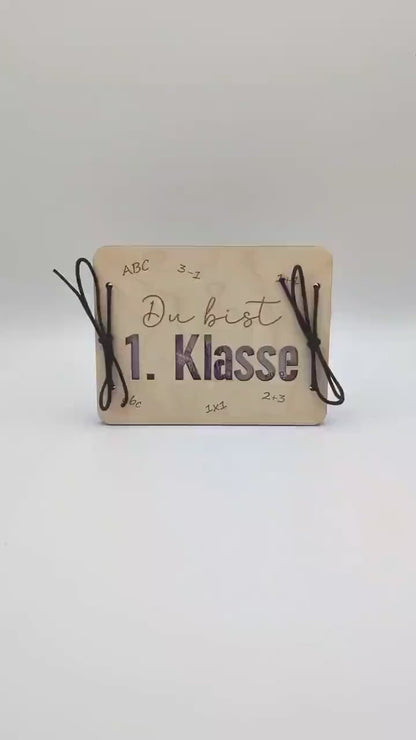 ABC 3-1
Du bist
1. Klasse
1x1 2+3